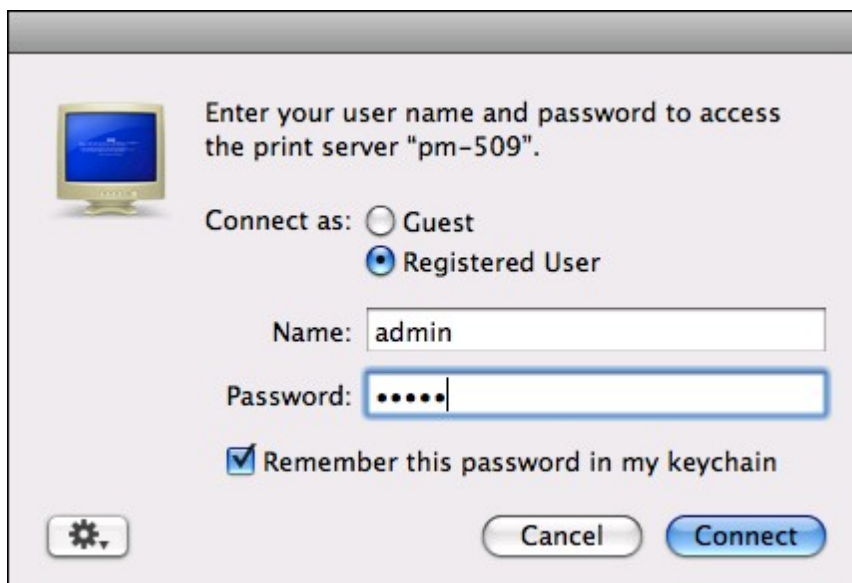 Enter your user name and password to access
the print server “pm-509”.
Connect as: Guest
Registered User
Name: admin
Password: •••••
Remember this password in my keychain
Cancel Connect